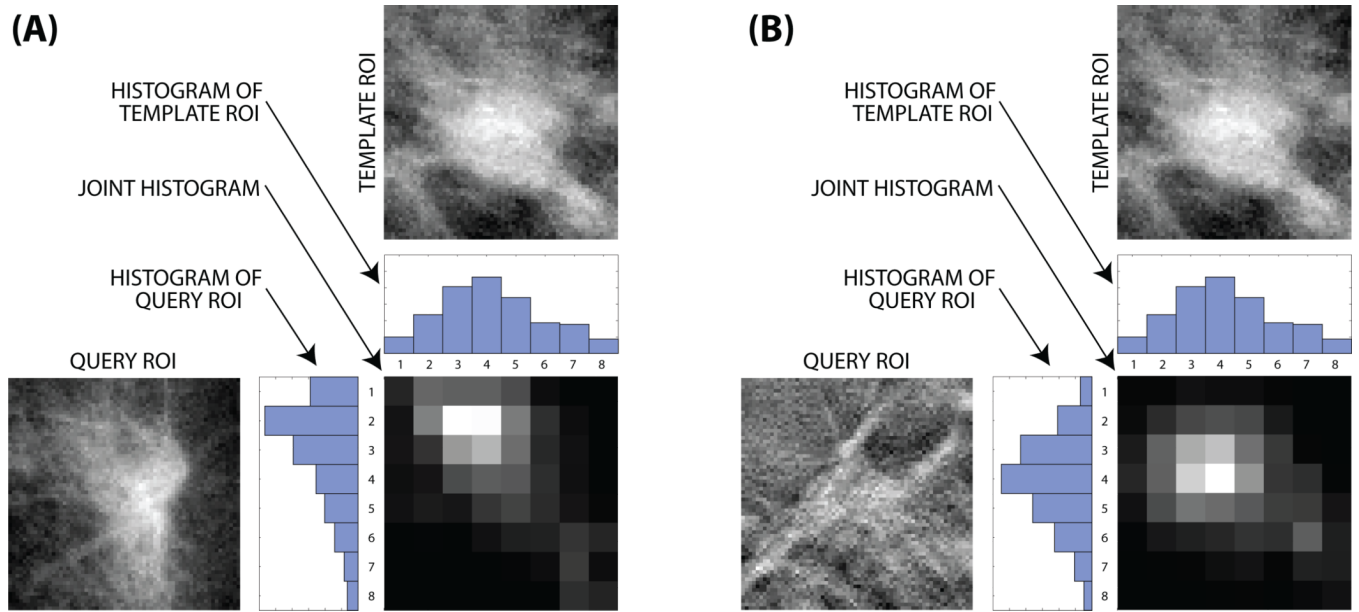 (A)
TEMPLATE ROI
HISTOGRAM OF
TEMPLATE ROI
JOINT HISTOGRAM
HISTOGRAM OF
QUERY ROI
QUERY ROI
1 2 3 4 5 6 7 8
1
2
3
4
5
6
7
8
(B)
TEMPLATE ROI
HISTOGRAM OF
TEMPLATE ROI
JOINT HISTOGRAM
HISTOGRAM OF
QUERY ROI
QUERY ROI
1 2 3 4 5 6 7 8
1
2
3
4
5
6
7
8